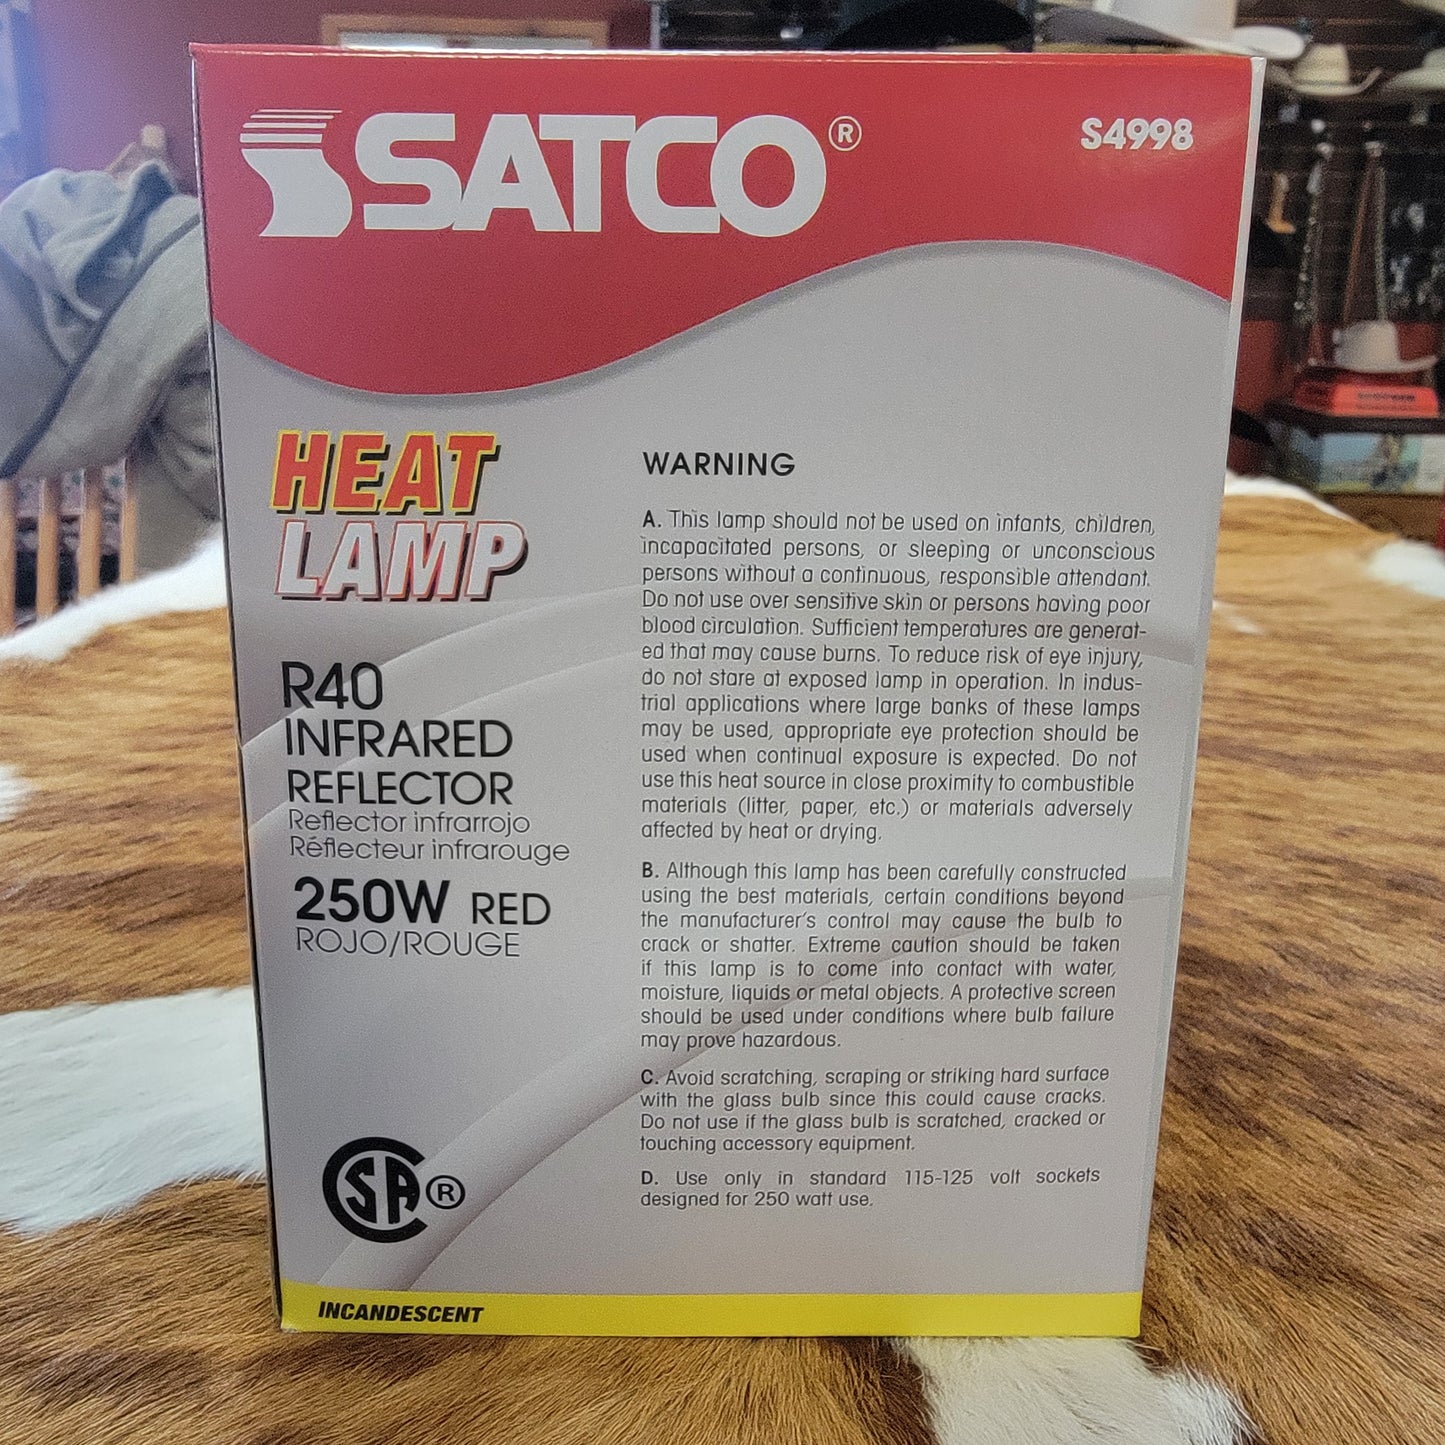 SATCO®
S4998
HEAT
LAMP
R40
INFRARED
REFLECTOR
Reflector infrarrojo
Réflecteur infrarouge
250W RED
ROJO/ROUGE
WARNING
A. This lamp should not be used on infants, children,
incapacitated persons, or sleeping or unconscious
persons without a continuous, responsible attendant.
Do not use over sensitive skin or persons having poor
blood circulation. Sufficient temperatures are generat-
ed that may cause burns. To reduce risk of eye injury,
do not stare at exposed lamp in operation. In indus-
trial applications where large banks of these lamps
may be used, appropriate eye protection should be
used when continual exposure is expected. Do not
use this heat source in close proximity to combustible
materials (litter, paper, etc.) or materials adversely
affected by heat or drying.
B. Although this lamp has been carefully constructed
using the best materials, certain conditions beyond
the manufacturer's control may cause the bulb to
crack or shatter. Extreme caution should be taken
if this lamp is to come into contact with water,
moisture, liquids or metal objects. A protective screen
should be used under conditions where bulb failure
may prove hazardous.
C. Avoid scratching, scraping or striking hard surface
with the glass bulb since this could cause cracks.
Do not use if the glass bulb is scratched, cracked or
touching accessory equipment.
D. Use only in standard 115-125 volt sockets
designed for 250 watt use.
CSA®
INCANDESCENT